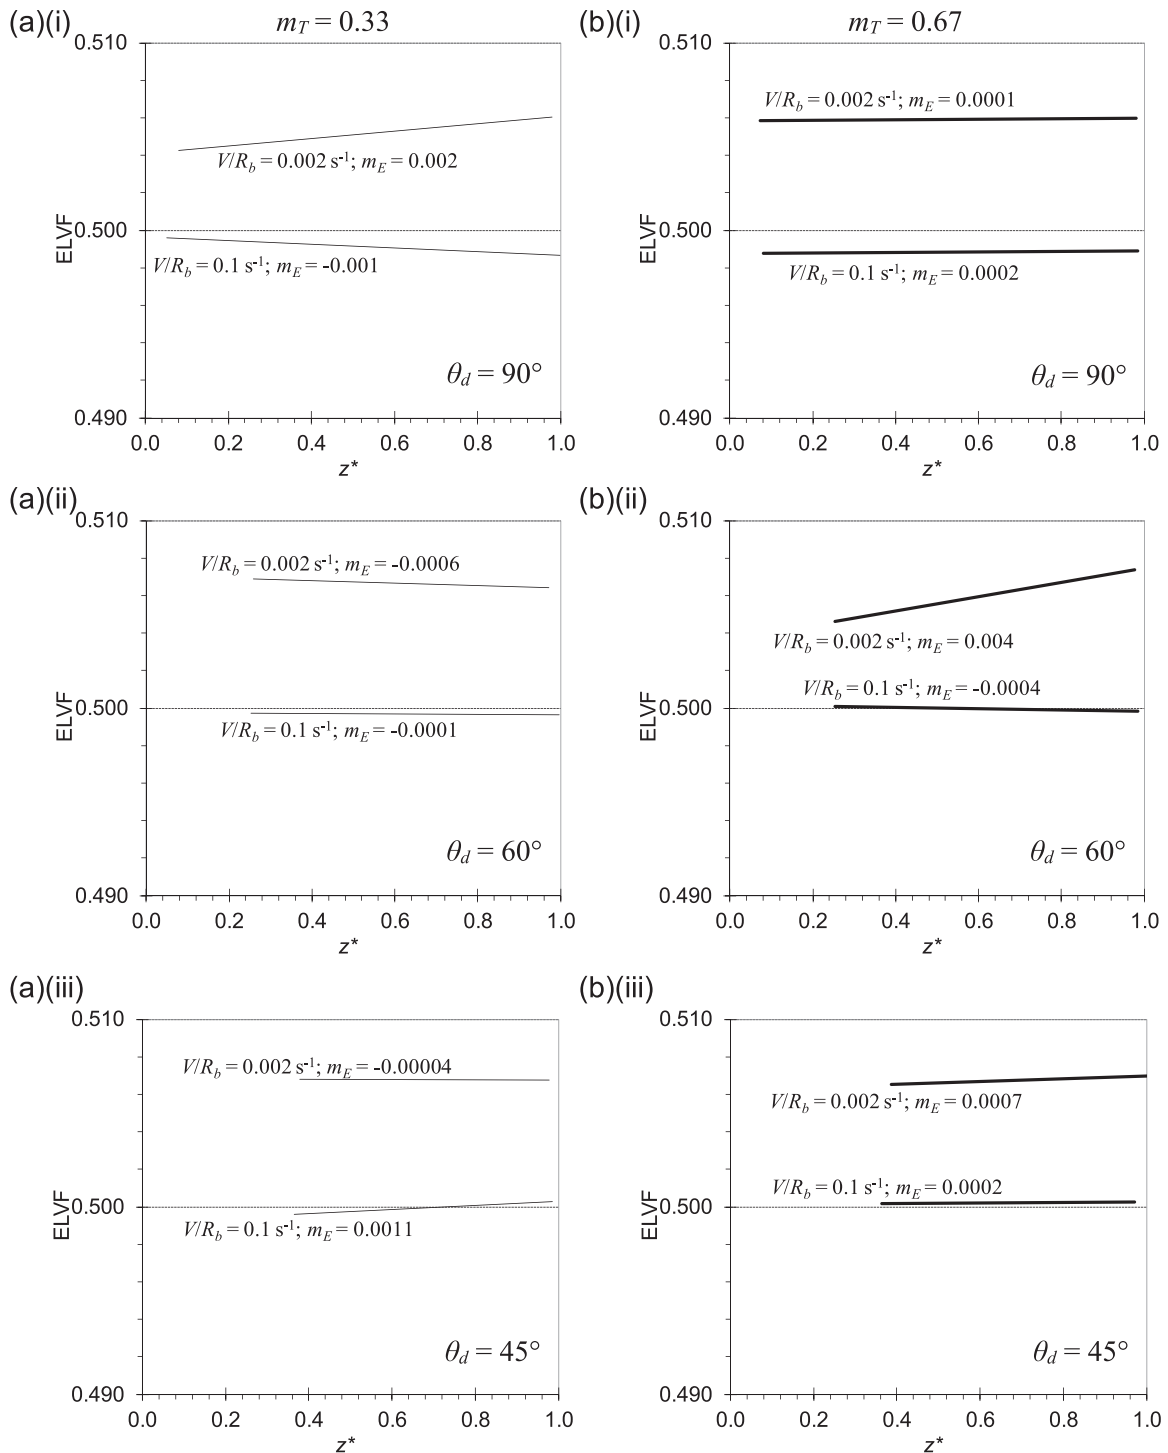 (a)(i)
m_T = 0.33
0.510
V/R_b = 0.002 s⁻¹; m_E = 0.002
0.500
V/R_b = 0.1 s⁻¹; m_E = -0.001
ELVF
θ_d = 90°
0.490
0.0 0.2 0.4 0.6 0.8 1.0
z*
(b)(i)
m_T = 0.67
0.510
V/R_b = 0.002 s⁻¹; m_E = 0.0001
0.500
V/R_b = 0.1 s⁻¹; m_E = 0.0002
ELVF
θ_d = 90°
0.490
0.0 0.2 0.4 0.6 0.8 1.0
z*
(a)(ii)
0.510
V/R_b = 0.002 s⁻¹; m_E = -0.0006
0.500
V/R_b = 0.1 s⁻¹; m_E = -0.0001
ELVF
θ_d = 60°
0.490
0.0 0.2 0.4 0.6 0.8 1.0
z*
(b)(ii)
0.510
V/R_b = 0.002 s⁻¹; m_E = 0.004
V/R_b = 0.1 s⁻¹; m_E = -0.0004
0.500
ELVF
θ_d = 60°
0.490
0.0 0.2 0.4 0.6 0.8 1.0
z*
(a)(iii)
0.510
V/R_b = 0.002 s⁻¹; m_E = -0.00004
0.500
V/R_b = 0.1 s⁻¹; m_E = 0.0011
ELVF
θ_d = 45°
0.490
0.0 0.2 0.4 0.6 0.8 1.0
z*
(b)(iii)
0.510
V/R_b = 0.002 s⁻¹; m_E = 0.0007
V/R_b = 0.1 s⁻¹; m_E = 0.0002
0.500
ELVF
θ_d = 45°
0.490
0.0 0.2 0.4 0.6 0.8 1.0
z*